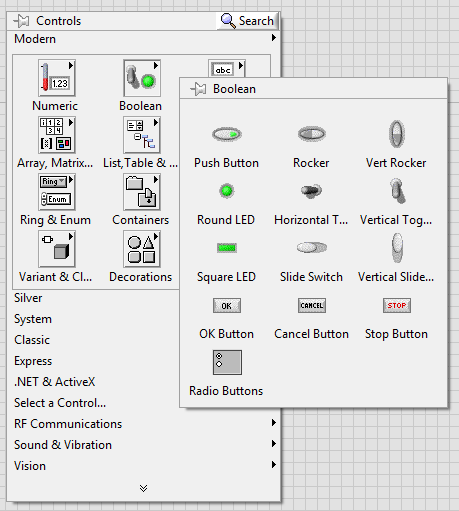 Controls
Search
Modern
1.23
abc
Numeric
Boolean
1 2
3 4
Array, Matrix...
List, Table & ...
Ring
Enum
Ring & Enum
Containers
Variant & Cl...
Decorations
Silver
System
Classic
Express
.NET & ActiveX
Select a Control...
RF Communications
Sound & Vibration
Vision
Boolean
Push Button
Rocker
Vert Rocker
Round LED
Horizontal T...
Vertical Tog...
Square LED
Slide Switch
Vertical Slide...
OK
CANCEL
STOP
OK Button
Cancel Button
Stop Button
Radio Buttons